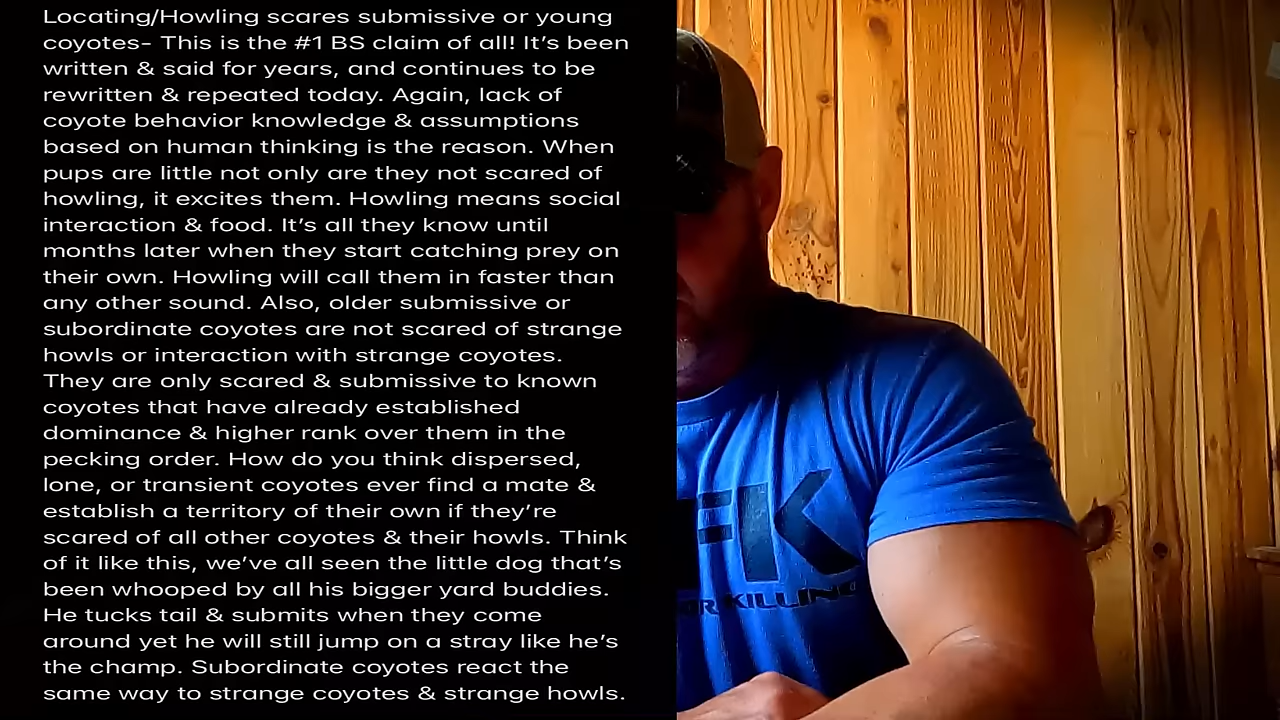 Locating/Howling scares submissive or young
coyotes- This is the #1 BS claim of all! It's been
written & said for years, and continues to be
rewritten & repeated today. Again, lack of
coyote behavior knowledge & assumptions
based on human thinking is the reason. When
pups are little not only are they not scared of
howling, it excites them. Howling means social
interaction & food. It's all they know until
months later when they start catching prey on
their own. Howling will call them in faster than
any other sound. Also, older submissive or
subordinate coyotes are not scared of strange
howls or interaction with strange coyotes.
They are only scared & submissive to known
coyotes that have already established
dominance & higher rank over them in the
pecking order. How do you think dispersed,
lone, or transient coyotes ever find a mate &
establish a territory of their own if they're
scared of all other coyotes & their howls. Think
of it like this, we've all seen the little dog that's
been whooped by all his bigger yard buddies.
He tucks tail & submits when they come
around yet he will still jump on a stray like he's
the champ. Subordinate coyotes react the
same way to strange coyotes & strange howls.
FK
KILLING